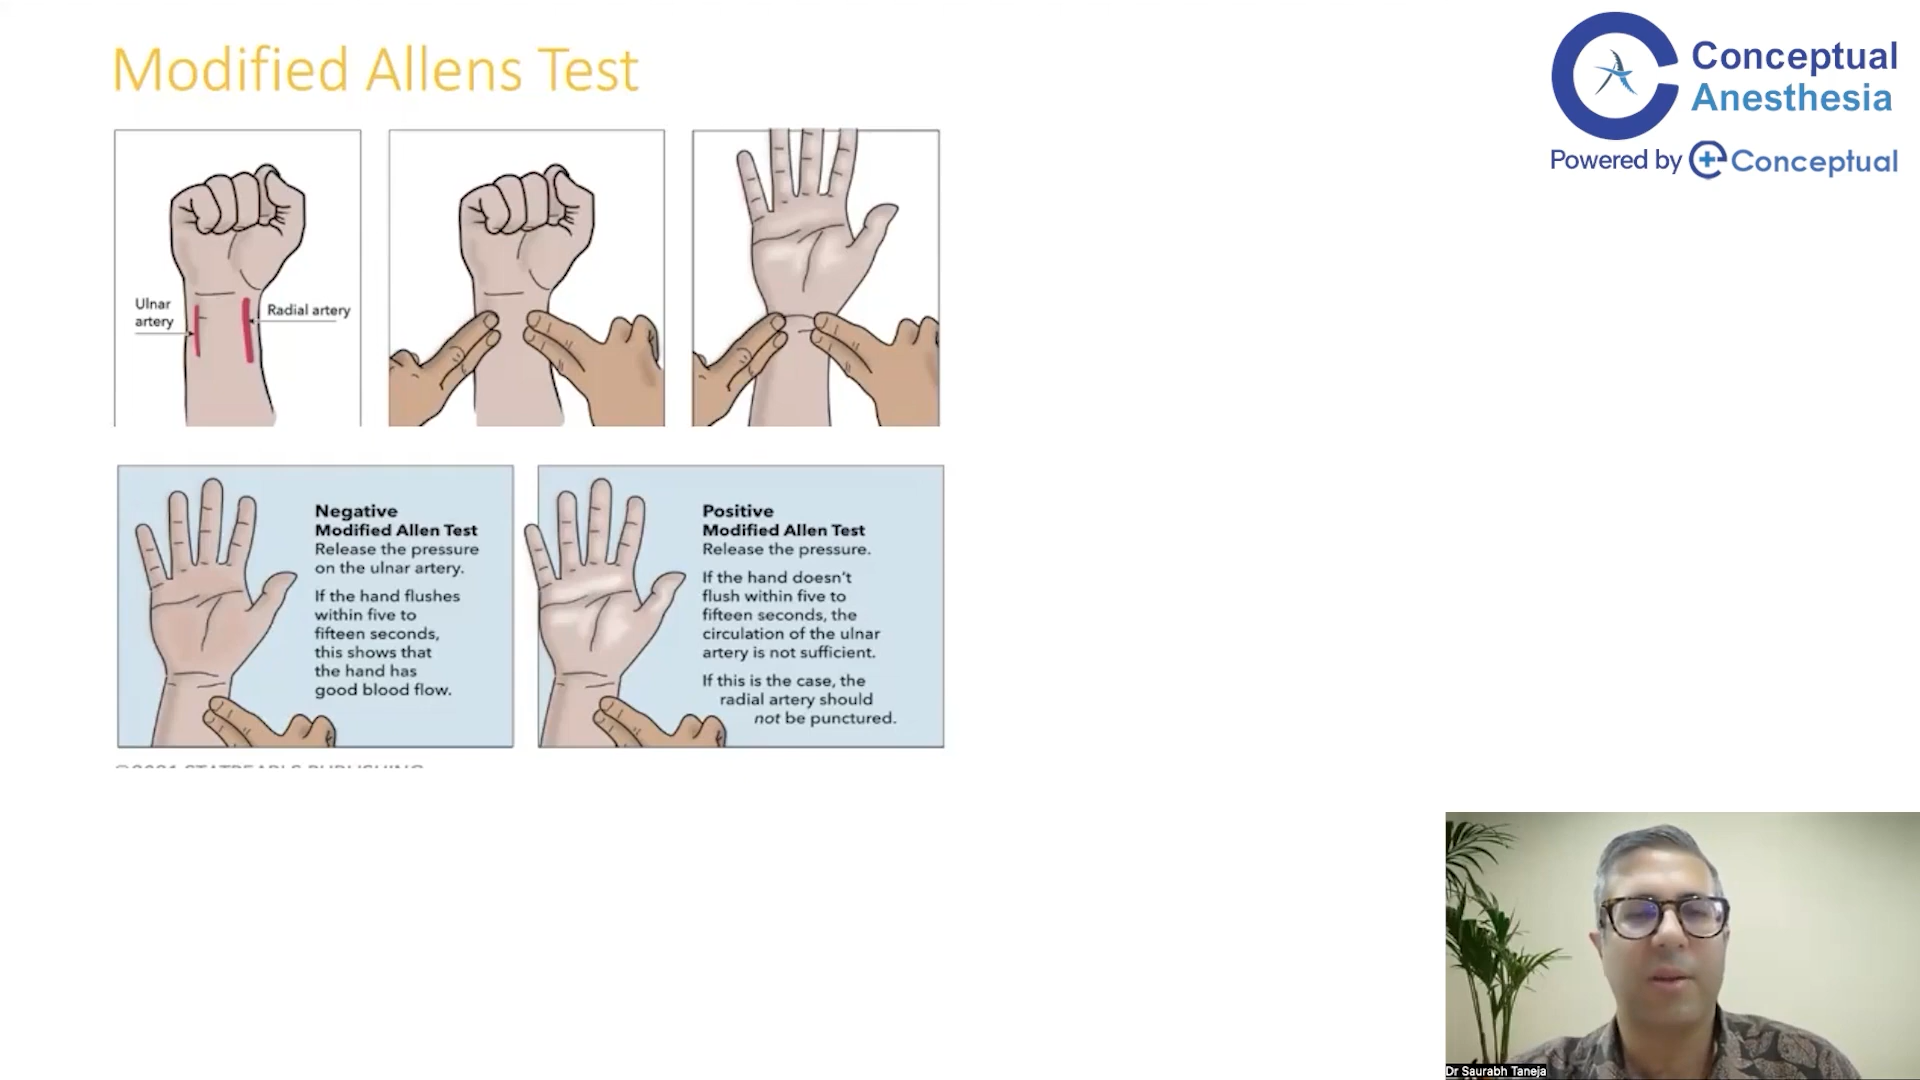 Modified Allens Test
Conceptual
Anesthesia
Powered by Conceptual
Ulnar
artery
Radial artery
Negative
Modified Allen Test
Release the pressure
on the ulnar artery.
If the hand flushes
within five to
fifteen seconds,
this shows that
the hand has
good blood flow.
Positive
Modified Allen Test
Release the pressure.
If the hand doesn't
flush within five to
fifteen seconds, the
circulation of the ulnar
artery is not sufficient.
If this is the case, the
radial artery should
not be punctured.
©2021 STATPEARLS PUBLISHING
Dr Saurabh Taneja